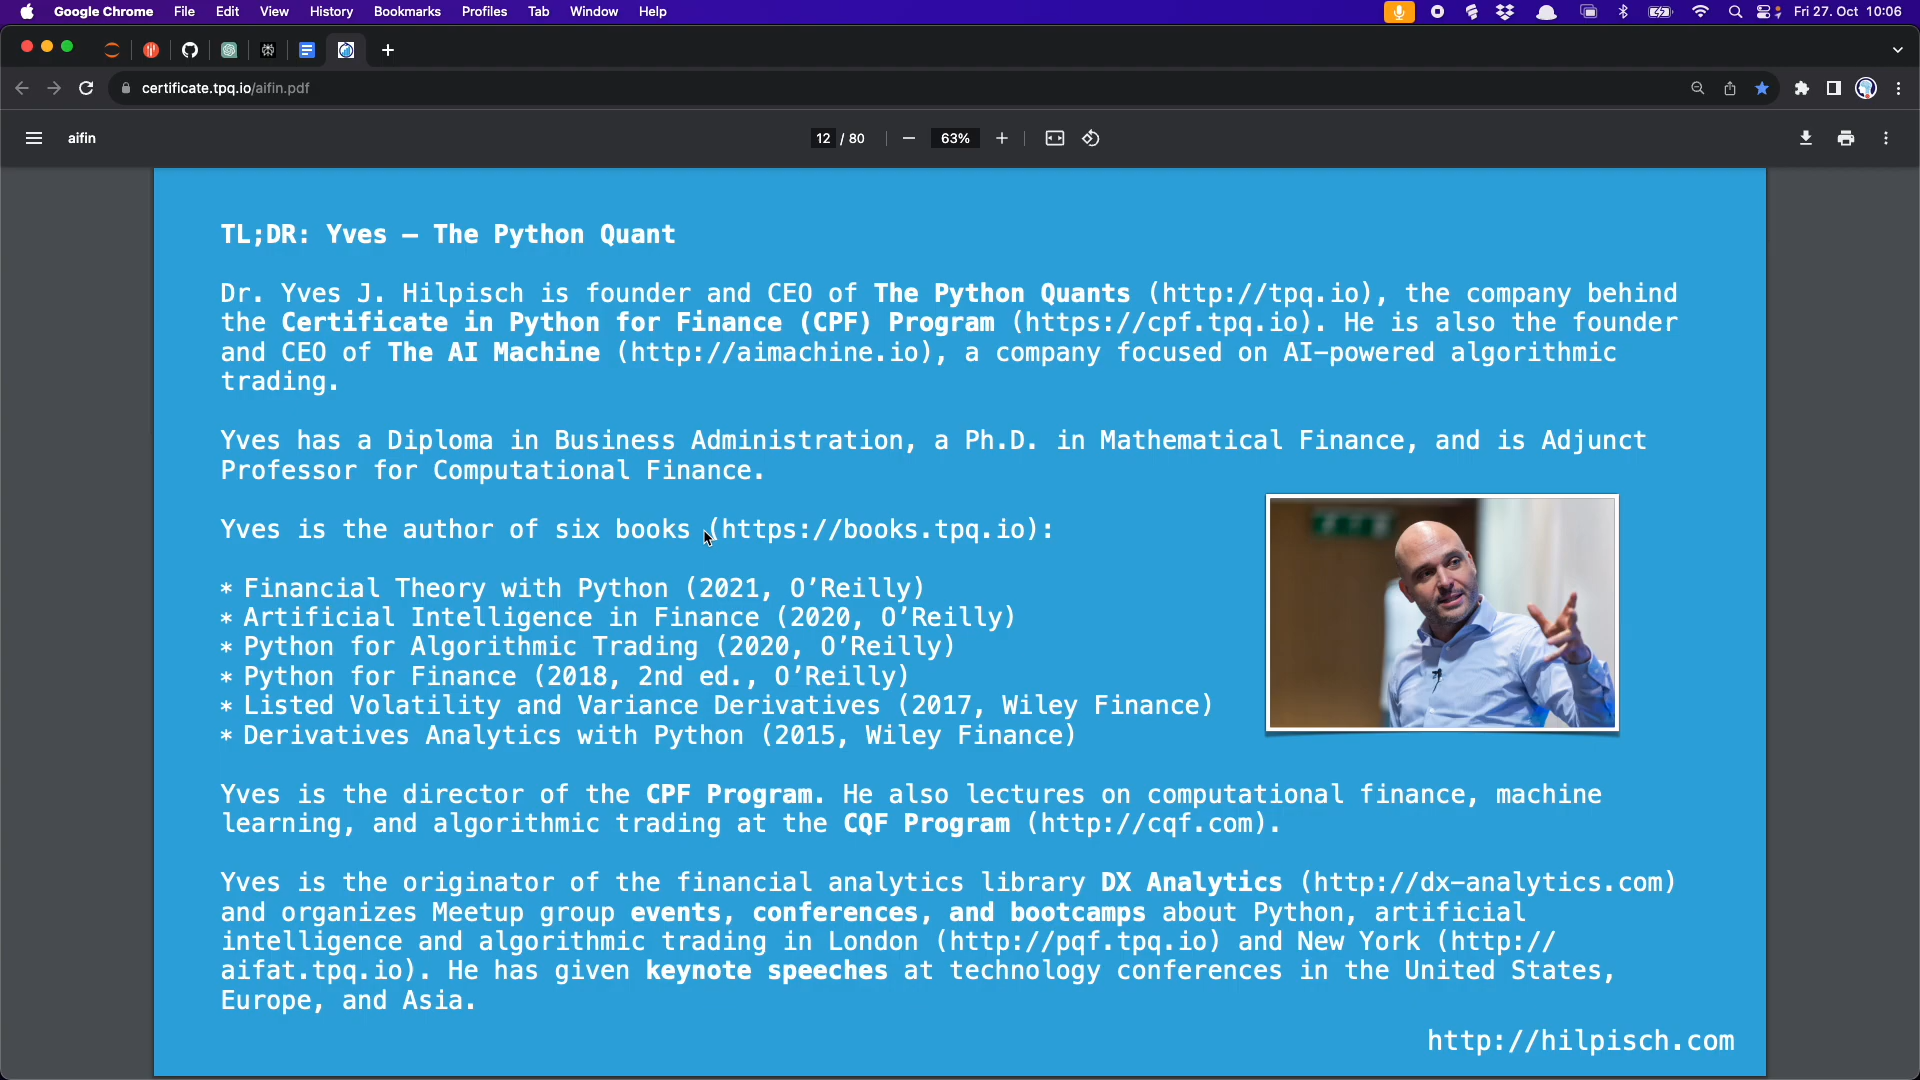 Google Chrome File Edit View History Bookmarks Profiles Tab Window Help Fri 27. Oct 10:06
certificate.tpq.io/aifin.pdf
aifin 12 / 80 63%
TL;DR: Yves — The Python Quant
Dr. Yves J. Hilpisch is founder and CEO of The Python Quants (http://tpq.io), the company behind
the Certificate in Python for Finance (CPF) Program (https://cpf.tpq.io). He is also the founder
and CEO of The AI Machine (http://aimachine.io), a company focused on AI-powered algorithmic
trading.
Yves has a Diploma in Business Administration, a Ph.D. in Mathematical Finance, and is Adjunct
Professor for Computational Finance.
Yves is the author of six books (https://books.tpq.io):
* Financial Theory with Python (2021, O’Reilly)
* Artificial Intelligence in Finance (2020, O’Reilly)
* Python for Algorithmic Trading (2020, O’Reilly)
* Python for Finance (2018, 2nd ed., O’Reilly)
* Listed Volatility and Variance Derivatives (2017, Wiley Finance)
* Derivatives Analytics with Python (2015, Wiley Finance)
Yves is the director of the CPF Program. He also lectures on computational finance, machine
learning, and algorithmic trading at the CQF Program (http://cqf.com).
Yves is the originator of the financial analytics library DX Analytics (http://dx-analytics.com)
and organizes Meetup group events, conferences, and bootcamps about Python, artificial
intelligence and algorithmic trading in London (http://pqf.tpq.io) and New York (http://
aifat.tpq.io). He has given keynote speeches at technology conferences in the United States,
Europe, and Asia.
http://hilpisch.com